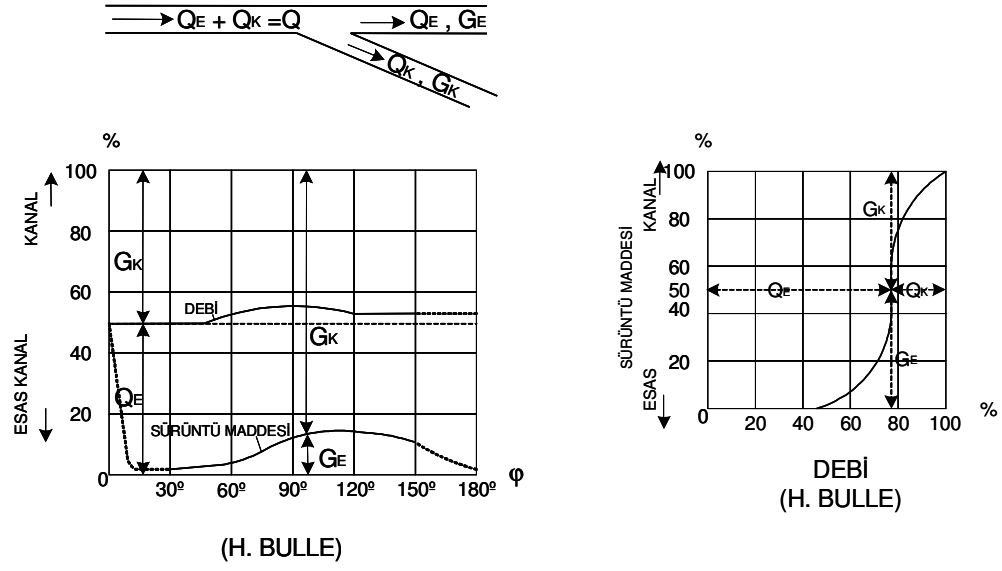 QE + QK =Q
QE , GE
QK , GK
%
100
80
60
40
20
0
KANAL
ESAS KANAL
GK
DEBİ
GK
QE
SÜRÜNTÜ MADDESİ
GE
30º 60º 90º 120º 150º 180º φ
(H. BULLE)
%
100
80
60
50
40
20
0
KANAL
SÜRÜNTÜ MADDESİ
ESAS
GK
QE
QK
GE
20 40 60 80 100
%
DEBİ
(H. BULLE)